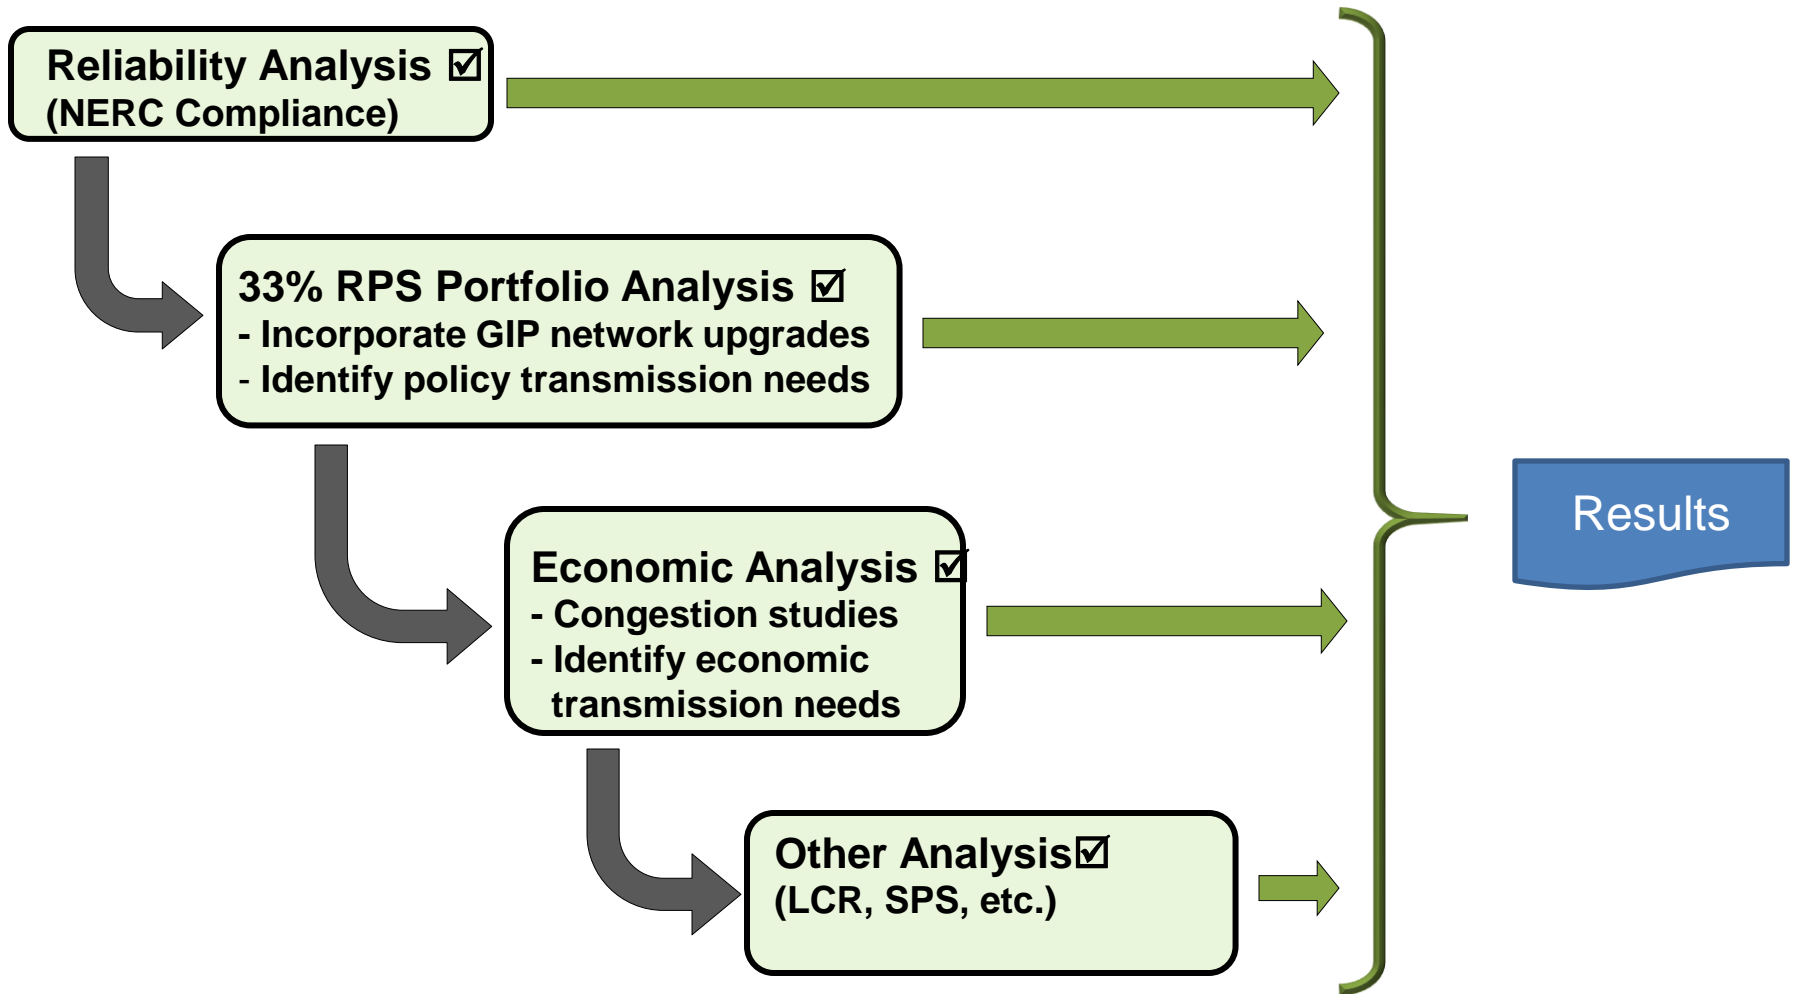 Reliability Analysis ☑
(NERC Compliance)
33% RPS Portfolio Analysis ☑
- Incorporate GIP network upgrades
- Identify policy transmission needs
Economic Analysis ☑
- Congestion studies
- Identify economic
transmission needs
Other Analysis☑
(LCR, SPS, etc.)
Results